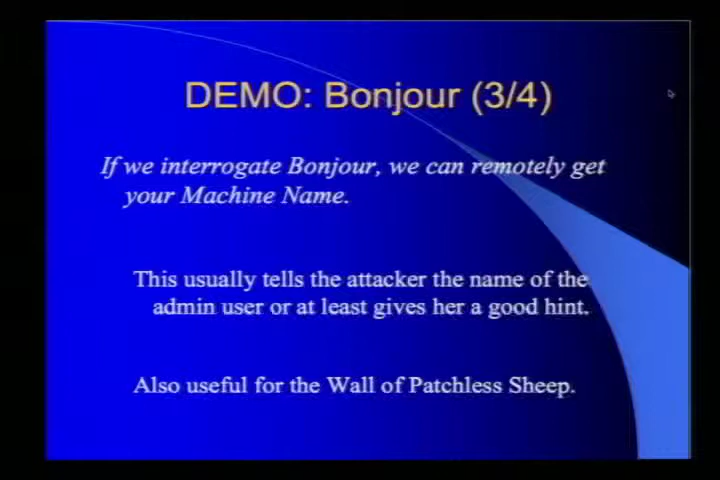 DEMO: Bonjour (3/4)
If we interrogate Bonjour, we can remotely get
your Machine Name.
This usually tells the attacker the name of the
admin user or at least gives her a good hint.
Also useful for the Wall of Patchless Sheep.